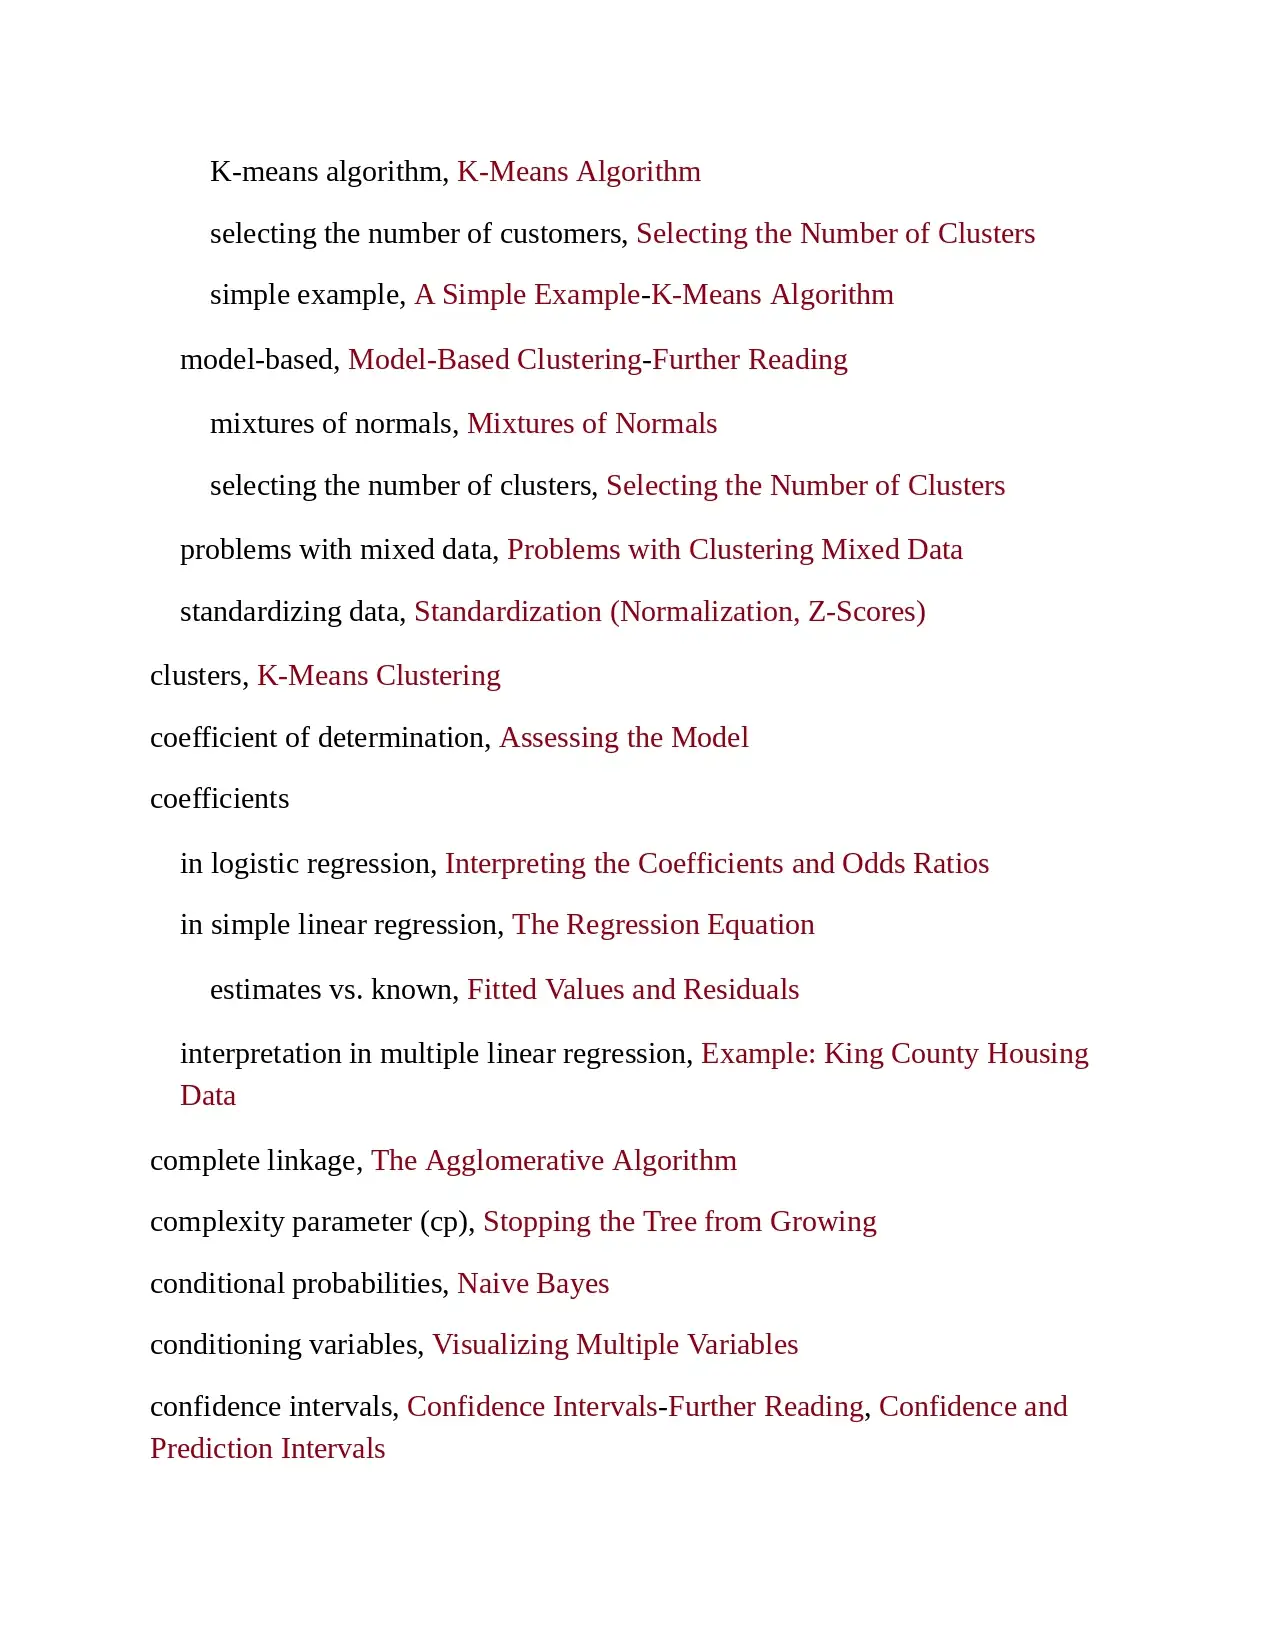 K-means algorithm, K-Means Algorithm
selecting the number of customers, Selecting the Number of Clusters
simple example, A Simple Example-K-Means Algorithm
model-based, Model-Based Clustering-Further Reading
mixtures of normals, Mixtures of Normals
selecting the number of clusters, Selecting the Number of Clusters
problems with mixed data, Problems with Clustering Mixed Data
standardizing data, Standardization (Normalization, Z-Scores)
clusters, K-Means Clustering
coefficient of determination, Assessing the Model
coefficients
in logistic regression, Interpreting the Coefficients and Odds Ratios
in simple linear regression, The Regression Equation
estimates vs. known, Fitted Values and Residuals
interpretation in multiple linear regression, Example: King County Housing
Data
complete linkage, The Agglomerative Algorithm
complexity parameter (cp), Stopping the Tree from Growing
conditional probabilities, Naive Bayes
conditioning variables, Visualizing Multiple Variables
confidence intervals, Confidence Intervals-Further Reading, Confidence and
Prediction Intervals